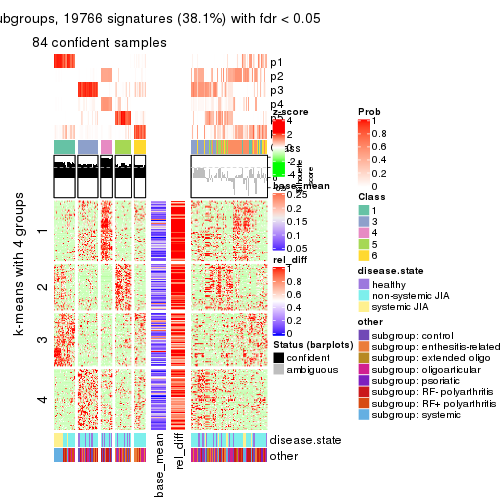 ubgroups, 19766 signatures (38.1%) with fdr < 0.05
84 confident samples
p1
p2
p3
p4
z-score
4
2
0
-2
-4
Silhouette
score
base_mean
0.25
0.2
0.15
0.1
0.05
rel_diff
1
0.8
0.6
0.4
0.2
0
Status (barplots)
confident
ambiguous
Prob
1
0.8
0.6
0.4
0.2
0
Class
1
3
4
5
6
disease.state
healthy
non-systemic JIA
systemic JIA
other
subgroup: control
subgroup: enthesitis-related
subgroup: extended oligo
subgroup: oligoarticular
subgroup: psoriatic
subgroup: RF- polyarthritis
subgroup: RF+ polyarthritis
subgroup: systemic
k-means with 4 groups
1
2
3
4
disease.state
other
base_mean
rel_diff